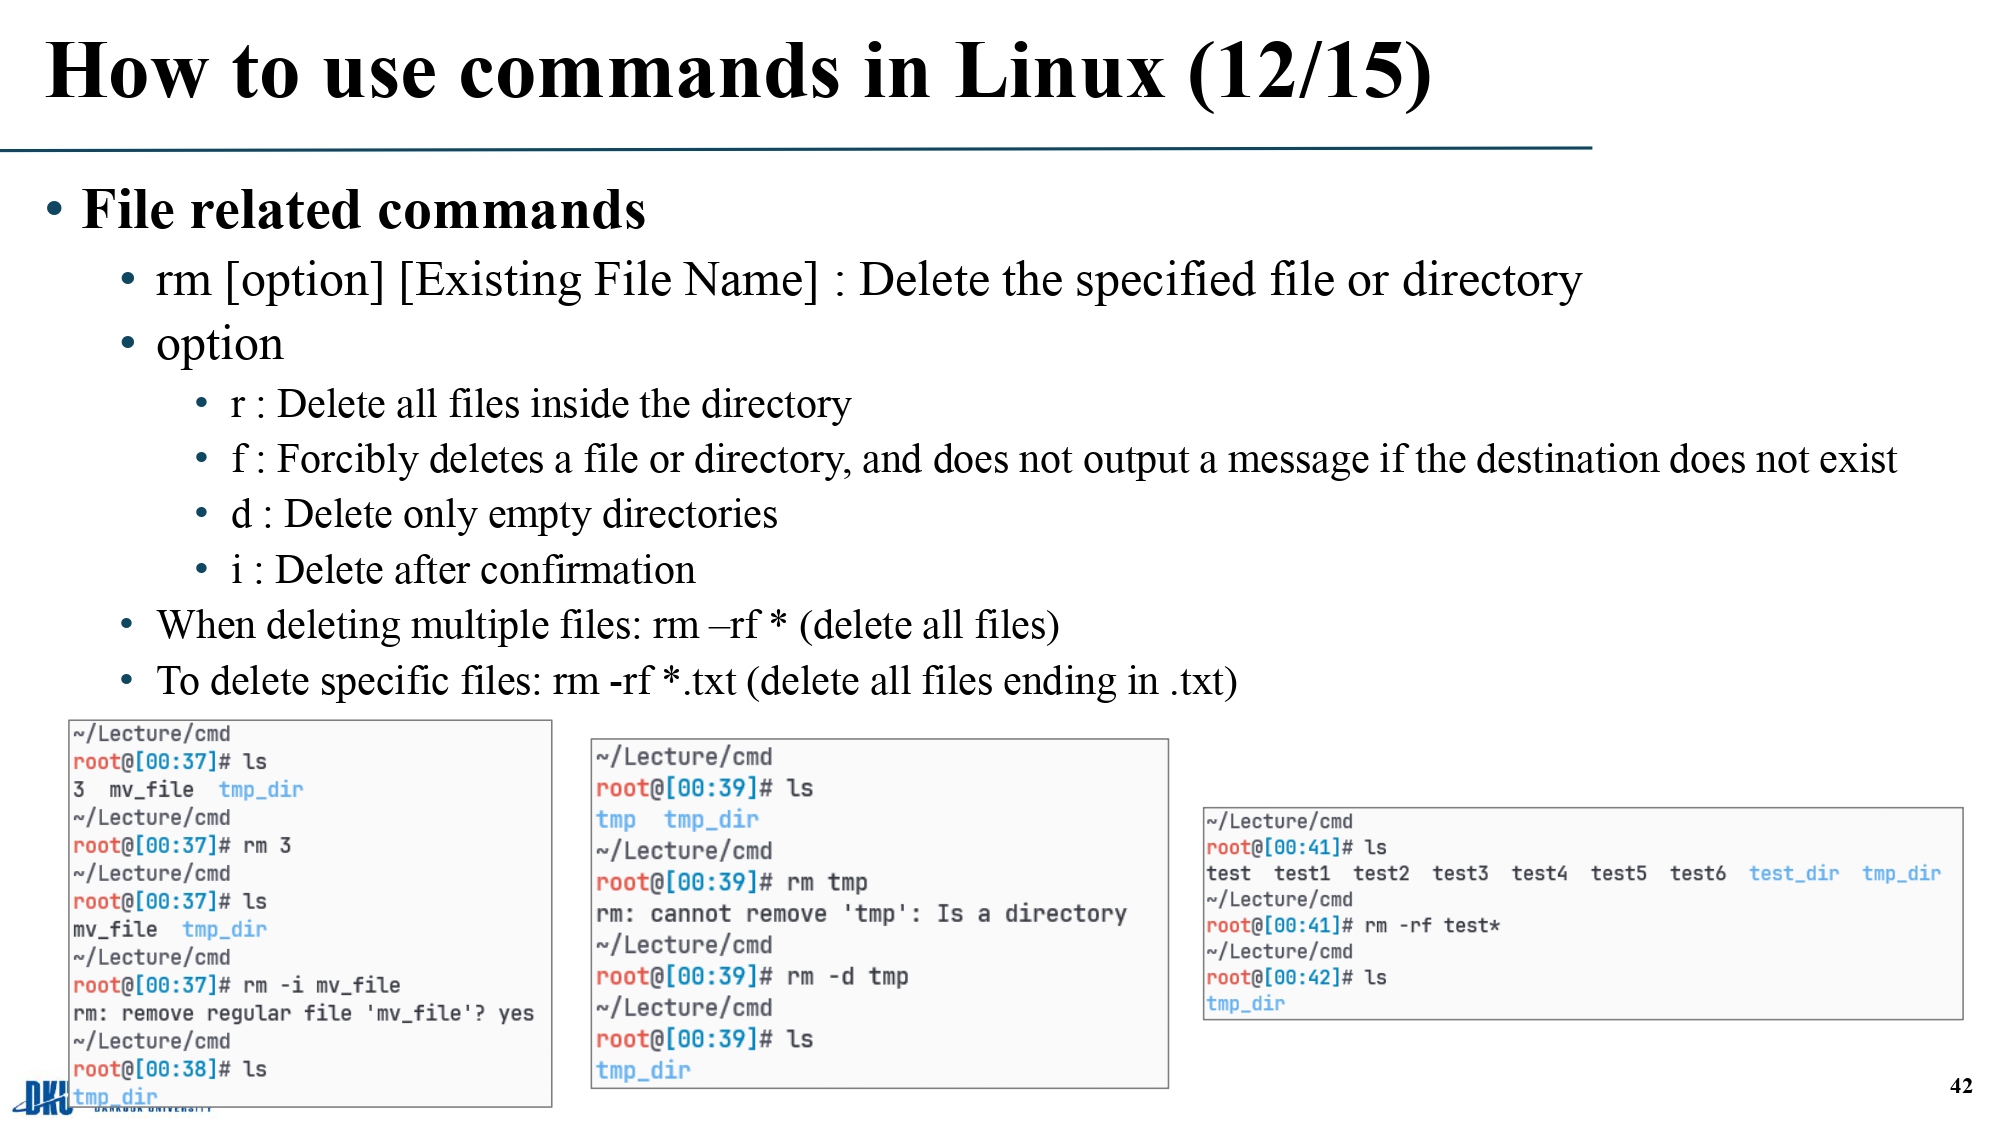 How to use commands in Linux (12/15)
• File related commands
• rm [option] [Existing File Name] : Delete the specified file or directory
• option
• r : Delete all files inside the directory
• f : Forcibly deletes a file or directory, and does not output a message if the destination does not exist
• d : Delete only empty directories
• i : Delete after confirmation
• When deleting multiple files: rm –rf * (delete all files)
• To delete specific files: rm -rf *.txt (delete all files ending in .txt)
~/Lecture/cmd
root@[00:37]# ls
3  mv_file  tmp_dir
~/Lecture/cmd
root@[00:37]# rm 3
~/Lecture/cmd
root@[00:37]# ls
mv_file  tmp_dir
~/Lecture/cmd
root@[00:37]# rm -i mv_file
rm: remove regular file 'mv_file'? yes
~/Lecture/cmd
root@[00:38]# ls
tmp_dir
~/Lecture/cmd
root@[00:39]# ls
tmp  tmp_dir
~/Lecture/cmd
root@[00:39]# rm tmp
rm: cannot remove 'tmp': Is a directory
~/Lecture/cmd
root@[00:39]# rm -d tmp
~/Lecture/cmd
root@[00:39]# ls
tmp_dir
~/Lecture/cmd
root@[00:41]# ls
test  test1  test2  test3  test4  test5  test6  test_dir  tmp_dir
~/Lecture/cmd
root@[00:41]# rm -rf test*
~/Lecture/cmd
root@[00:42]# ls
tmp_dir
DKU
42